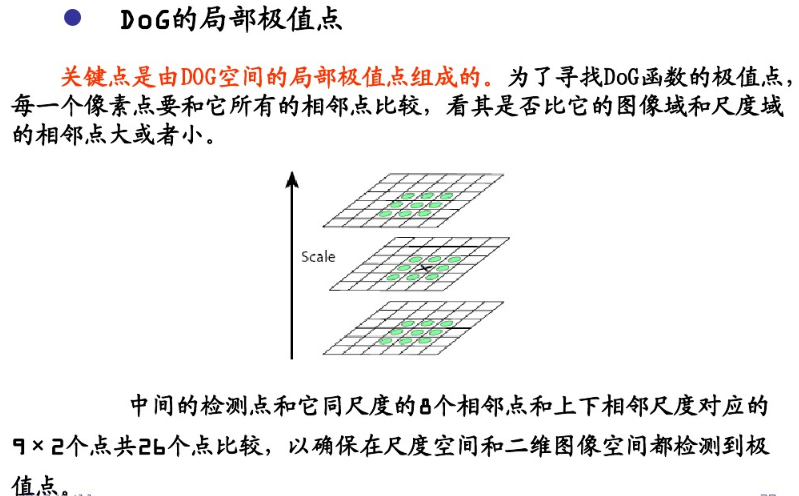 ● DoG的局部极值点
关键点是由DOG空间的局部极值点组成的。为了寻找DoG函数的极值点,
每一个像素点要和它所有的相邻点比较，看其是否比它的图像域和尺度域
的相邻点大或者小。
Scale
中间的检测点和它同尺度的8个相邻点和上下相邻尺度对应的
9×2个点共26个点比较，以确保在尺度空间和二维图像空间都检测到极
值点。